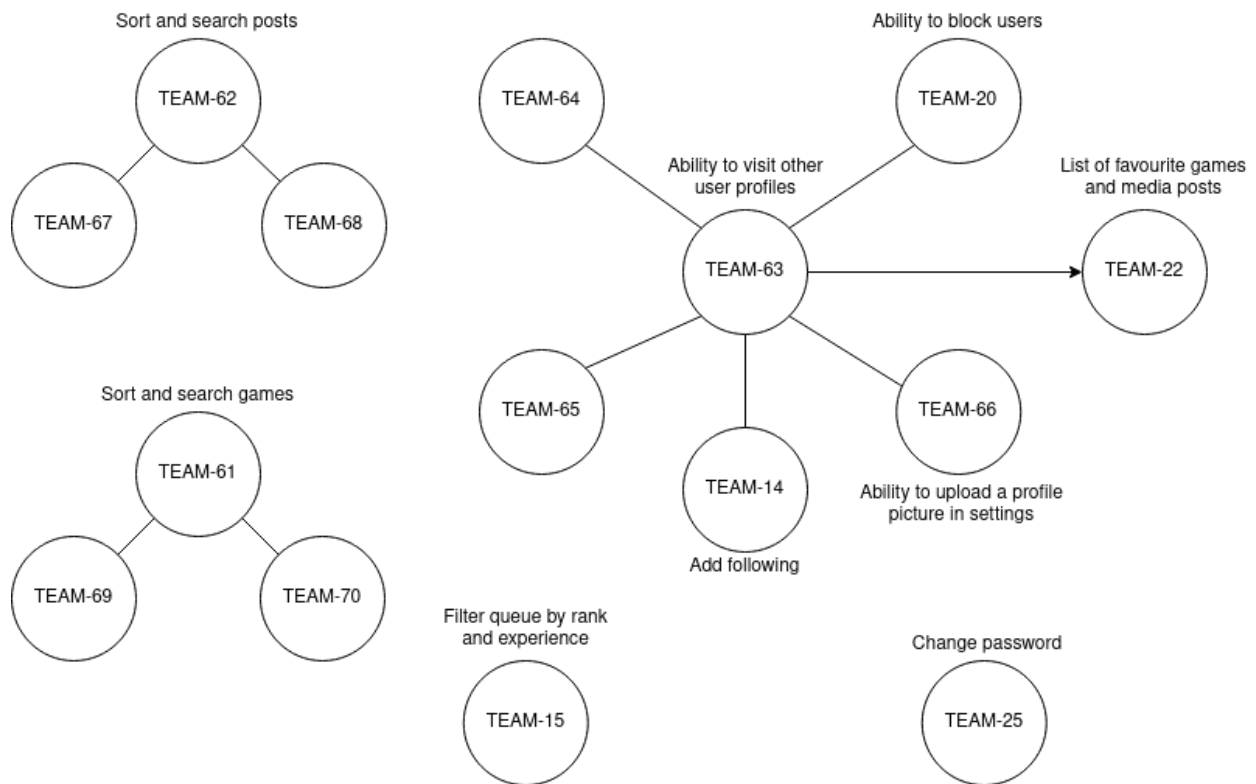 Sort and search posts
TEAM-62
TEAM-67
TEAM-68
TEAM-64
Ability to block users
TEAM-20
Ability to visit other
user profiles
TEAM-63
List of favourite games
and media posts
TEAM-22
TEAM-65
TEAM-14
Add following
TEAM-66
Ability to upload a profile
picture in settings
Sort and search games
TEAM-61
TEAM-69
TEAM-70
Filter queue by rank
and experience
TEAM-15
Change password
TEAM-25